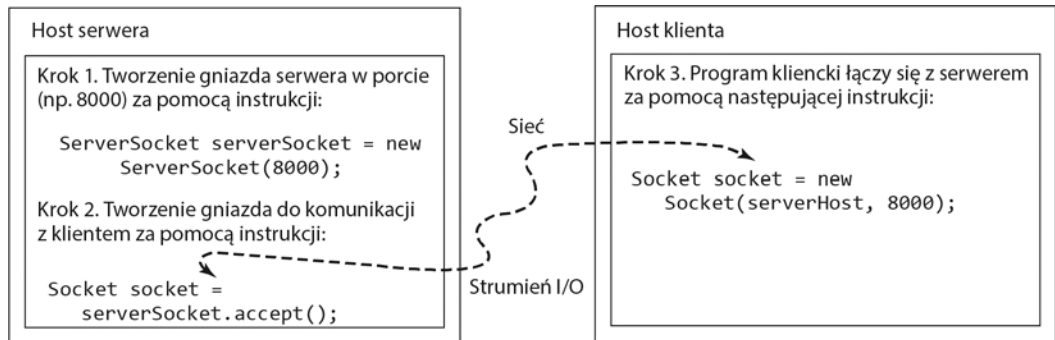 Host serwera
Krok 1. Tworzenie gniazda serwera w porcie
(np. 8000) za pomocą instrukcji:
ServerSocket serverSocket = new
ServerSocket(8000);
Krok 2. Tworzenie gniazda do komunikacji
z klientem za pomocą instrukcji:
Socket socket =
serverSocket.accept();
Sieć
Strumień I/O
Host klienta
Krok 3. Program kliencki łączy się z serwerem
za pomocą następującej instrukcji:
Socket socket = new
Socket(serverHost, 8000);